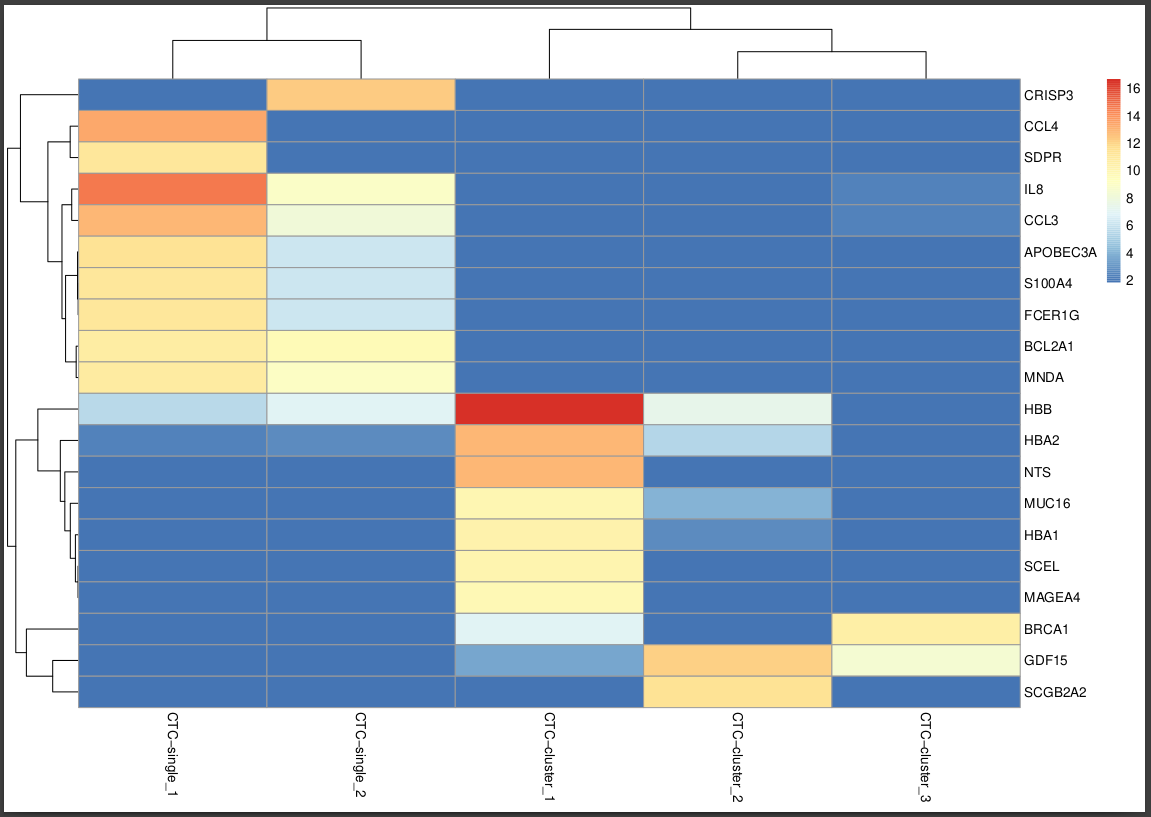 CRISP3
CCL4
SDPR
IL8
CCL3
APOBEC3A
S100A4
FCER1G
BCL2A1
MNDA
HBB
HBA2
NTS
MUC16
HBA1
SCEL
MAGEA4
BRCA1
GDF15
SCGB2A2
16
14
12
10
8
6
4
2
CTC−single_1
CTC−single_2
CTC−cluster_1
CTC−cluster_2
CTC−cluster_3